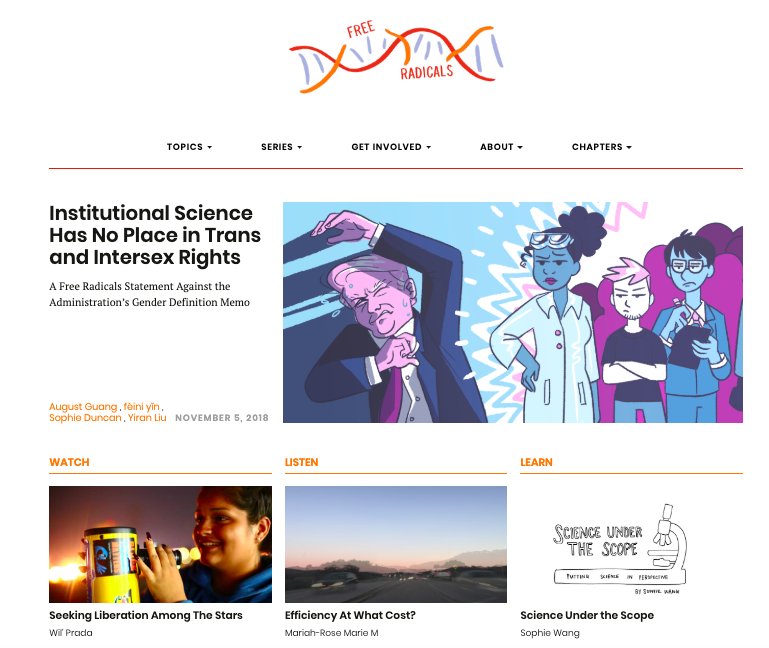 FREE
RADICALS
TOPICS SERIES GET INVOLVED ABOUT CHAPTERS
Institutional Science
Has No Place in Trans
and Intersex Rights
A Free Radicals Statement Against the
Administration's Gender Definition Memo
August Guang , fèini yīn ,
Sophie Duncan , Yiran Liu NOVEMBER 5, 2018
WATCH
LISTEN
LEARN
SCIENCE UNDER
THE SCOPE
PUTTING SCIENCE IN PERSPECTIVE
BY SOPHIE WANG
Seeking Liberation Among The Stars
Wil' Prada
Efficiency At What Cost?
Mariah-Rose Marie M
Science Under the Scope
Sophie Wang